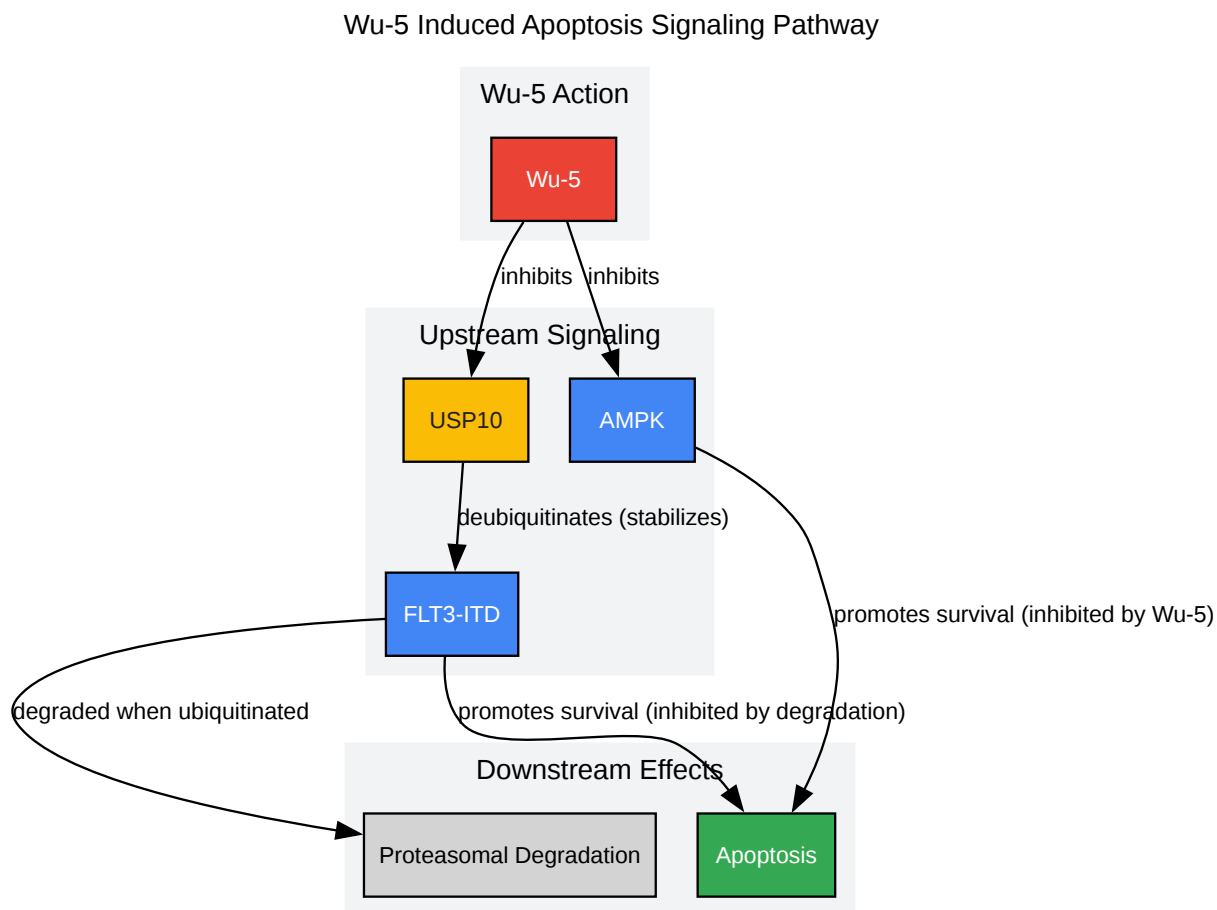 Wu-5 Induced Apoptosis Signaling Pathway
Wu-5 Action
Wu-5
inhibits
inhibits
Upstream Signaling
USP10
AMPK
deubiquitinates (stabilizes)
FLT3-ITD
promotes survival (inhibited by Wu-5)
degraded when ubiquitinated
promotes survival (inhibited by degradation)
Downstream Effects
Proteasomal Degradation
Apoptosis